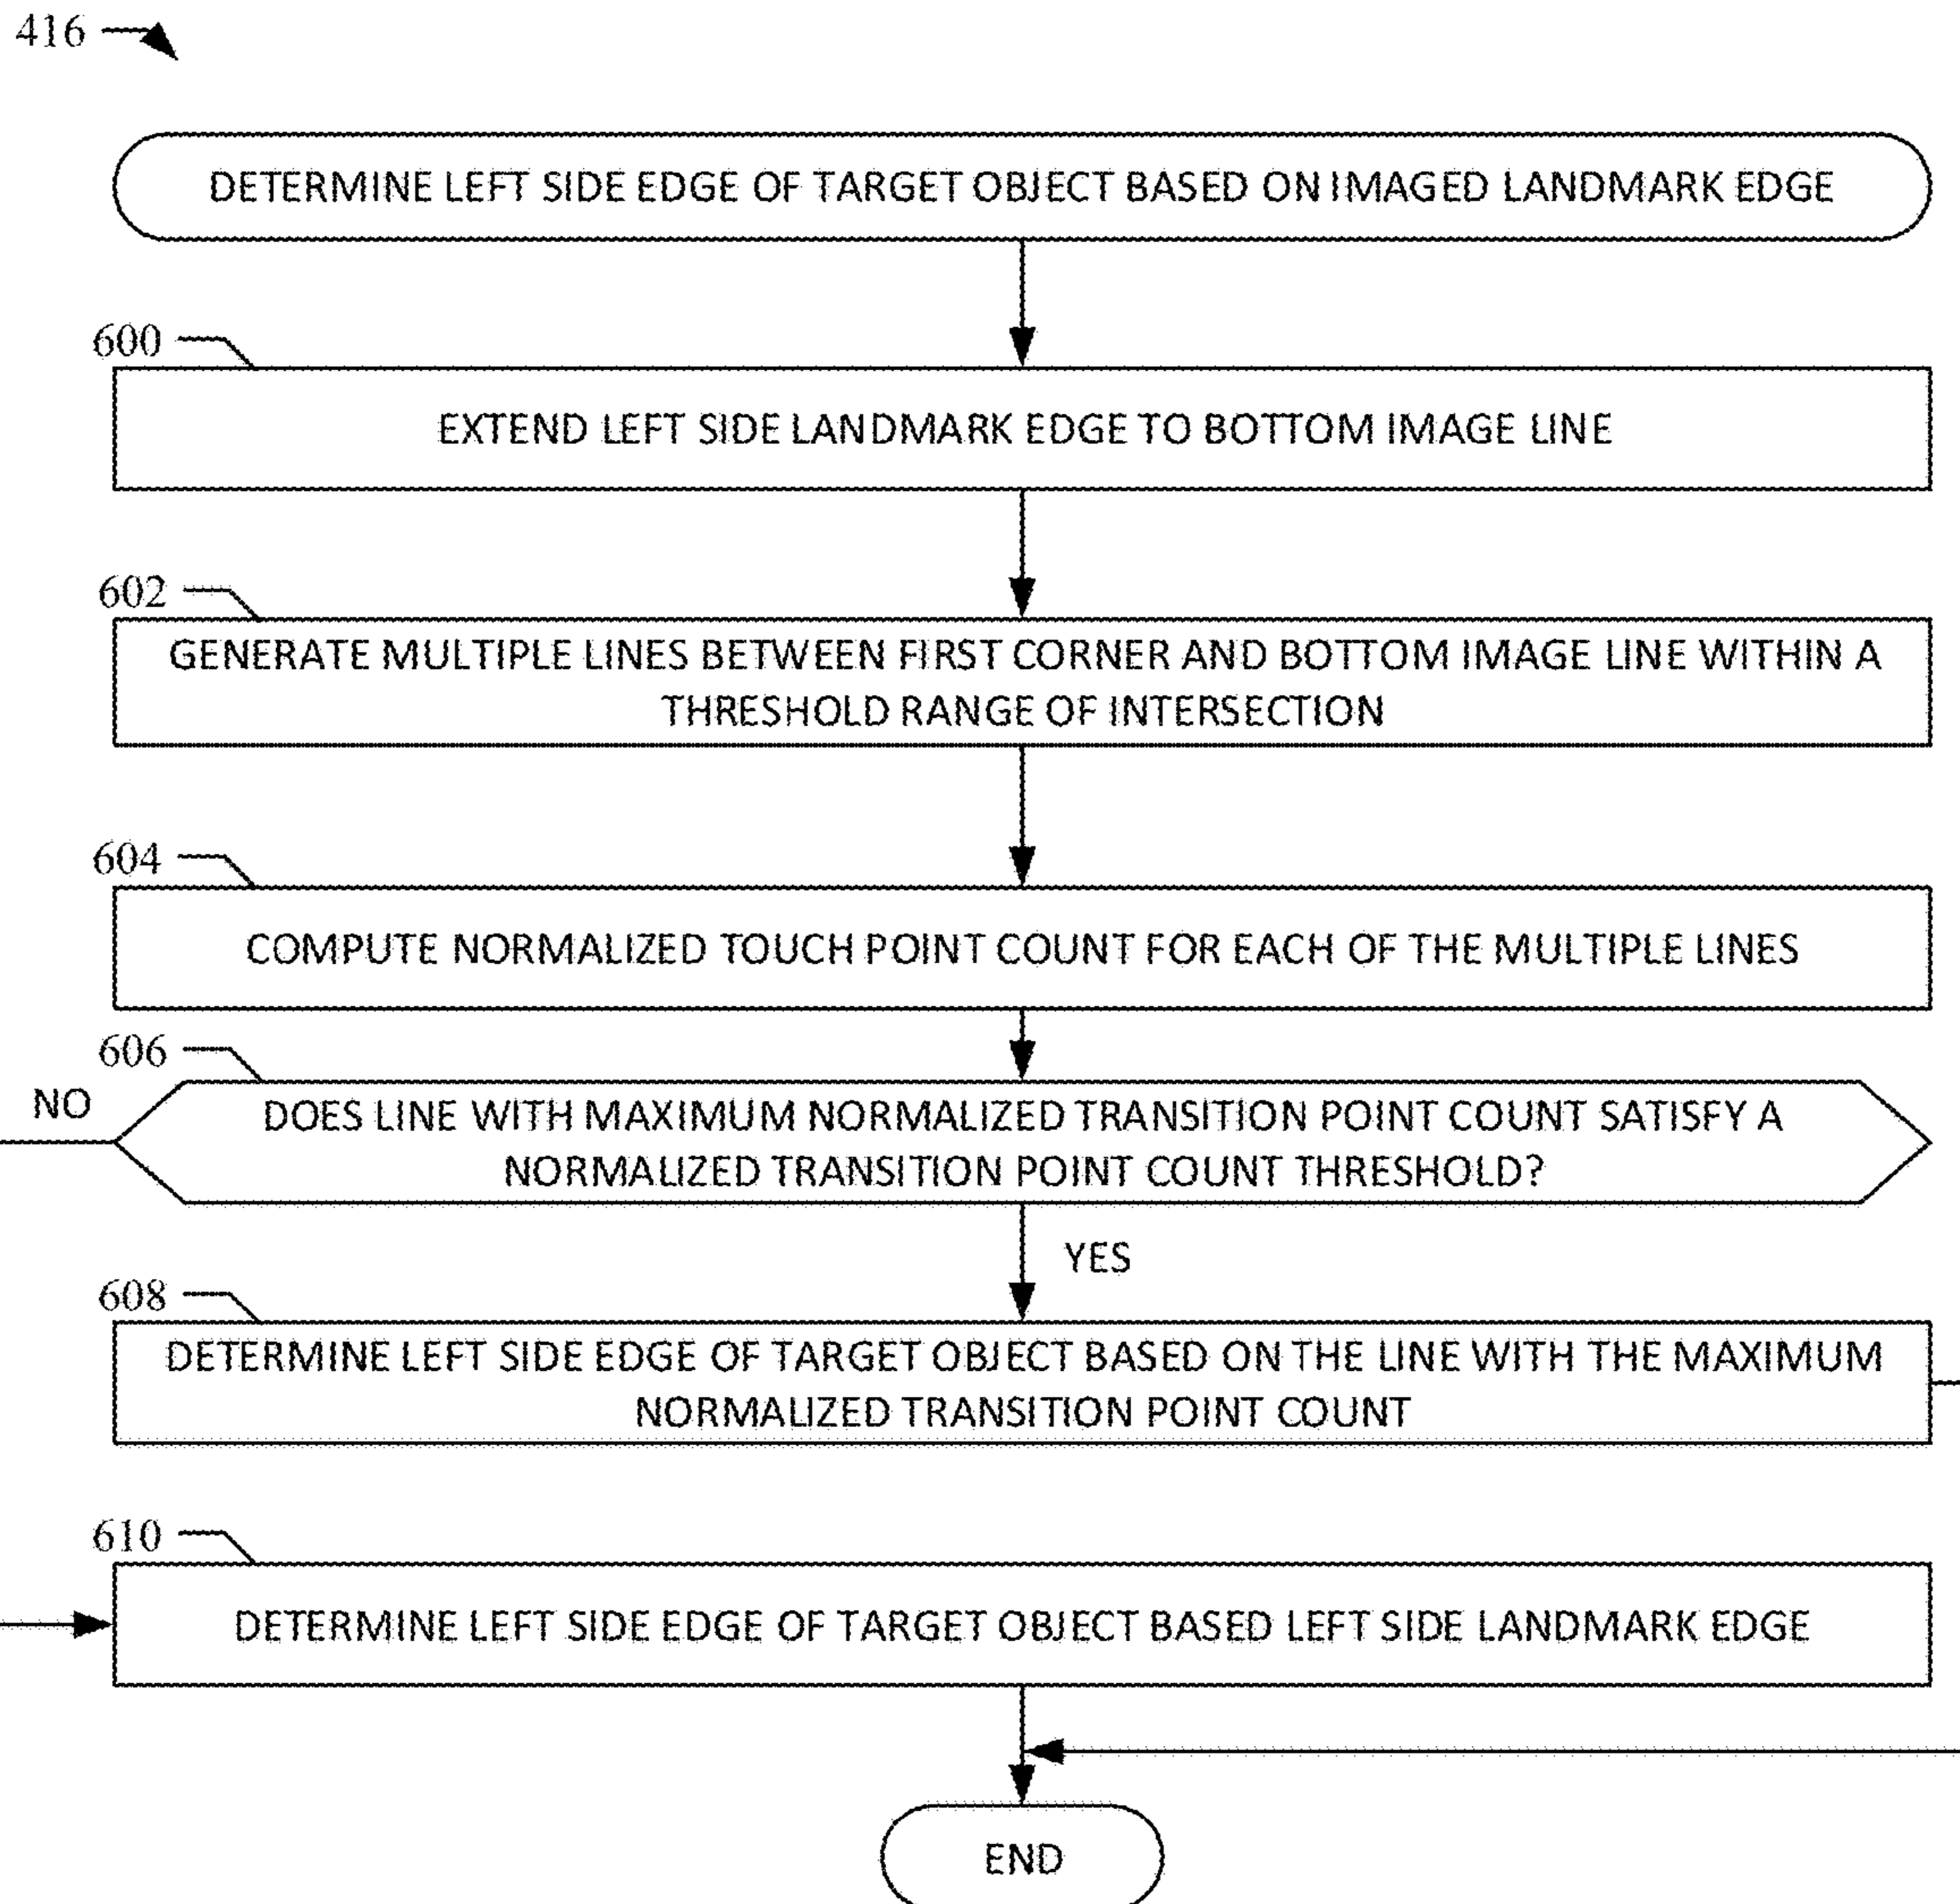 416
DETERMINE LEFT SIDE EDGE OF TARGET OBJECT BASED ON IMAGED LANDMARK EDGE
600
EXTEND LEFT SIDE LANDMARK EDGE TO BOTTOM IMAGE LINE
602
GENERATE MULTIPLE LINES BETWEEN FIRST CORNER AND BOTTOM IMAGE LINE WITHIN A
THRESHOLD RANGE OF INTERSECTION
604
COMPUTE NORMALIZED TOUCH POINT COUNT FOR EACH OF THE MULTIPLE LINES
606
NO
DOES LINE WITH MAXIMUM NORMALIZED TRANSITION POINT COUNT SATISFY A
NORMALIZED TRANSITION POINT COUNT THRESHOLD?
YES
608
DETERMINE LEFT SIDE EDGE OF TARGET OBJECT BASED ON THE LINE WITH THE MAXIMUM
NORMALIZED TRANSITION POINT COUNT
610
DETERMINE LEFT SIDE EDGE OF TARGET OBJECT BASED LEFT SIDE LANDMARK EDGE
END